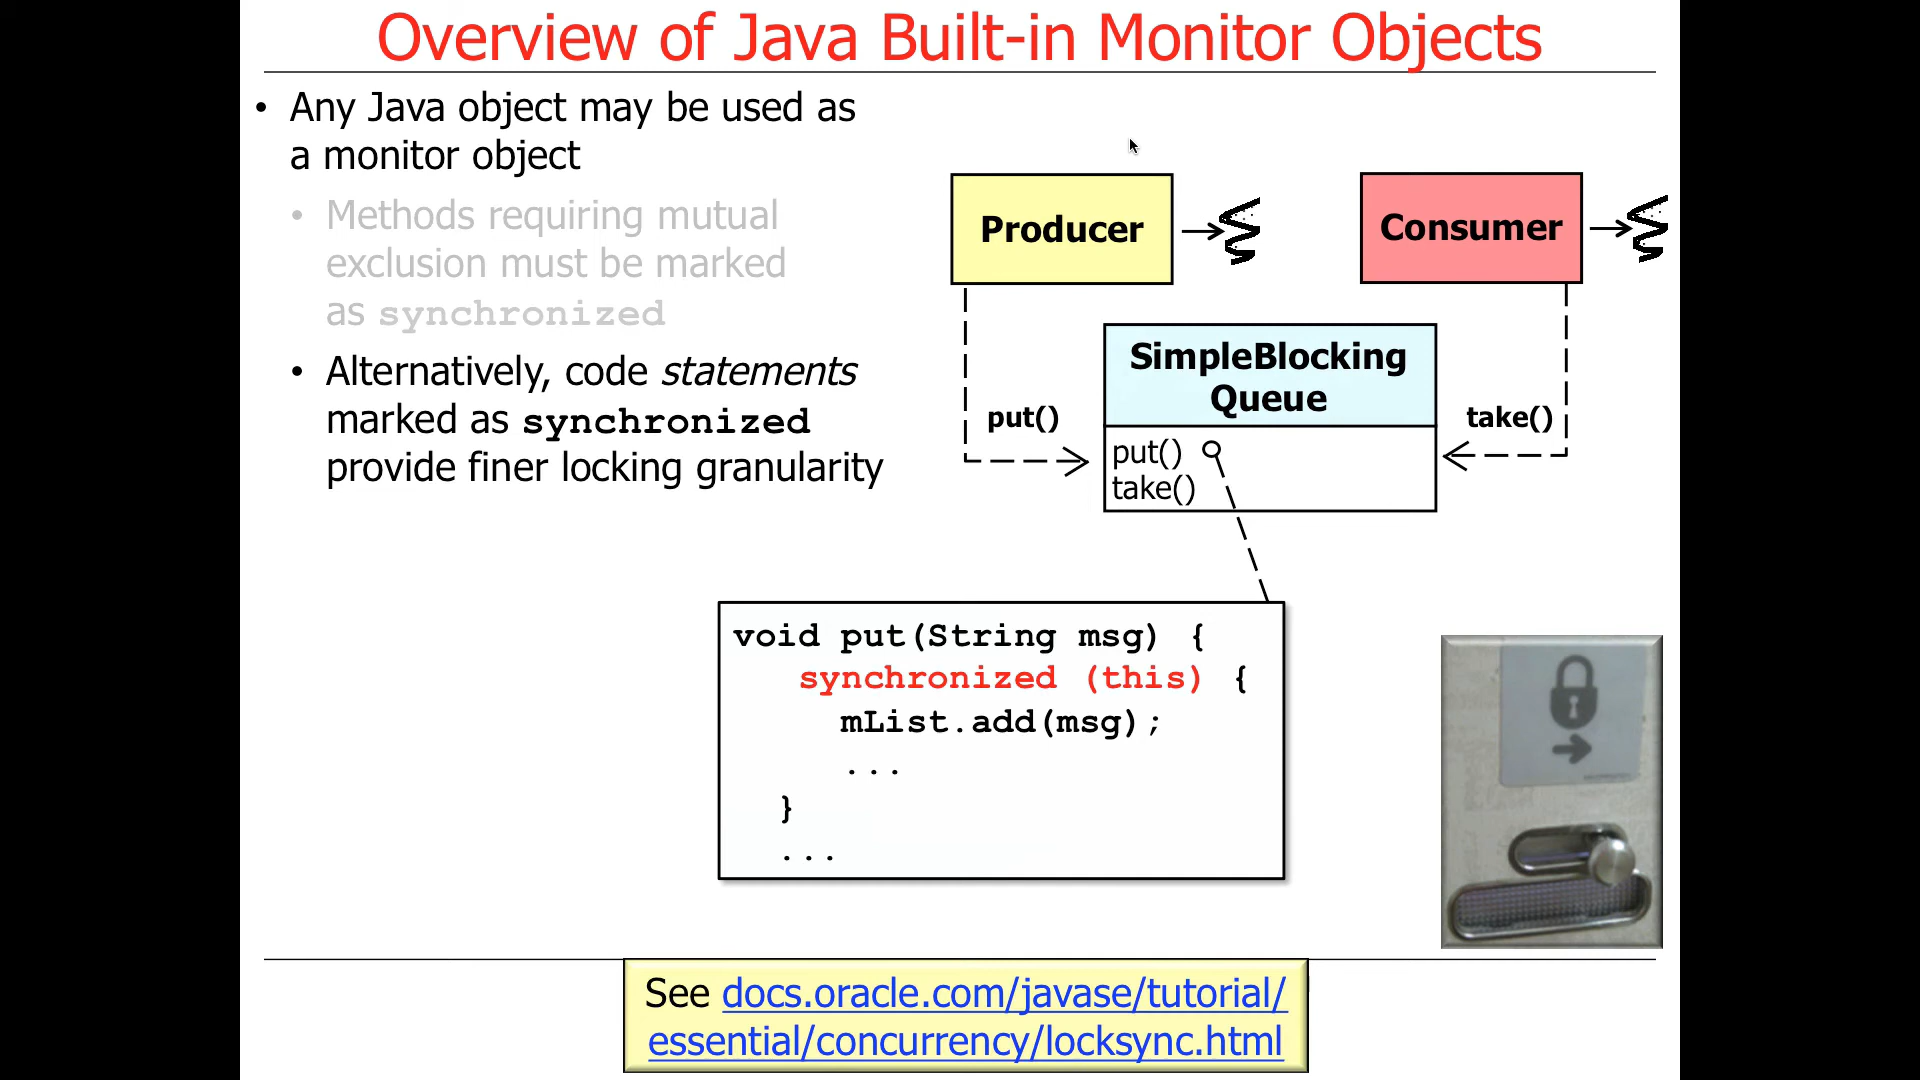 Overview of Java Built-in Monitor Objects
• Any Java object may be used as
a monitor object
• Methods requiring mutual
exclusion must be marked
as synchronized
• Alternatively, code statements
marked as synchronized
provide finer locking granularity
Producer
Consumer
SimpleBlocking
Queue
put()
take()
put()
take()
void put(String msg) {
synchronized (this) {
mList.add(msg);
...
}
...
See docs.oracle.com/javase/tutorial/
essential/concurrency/locksync.html